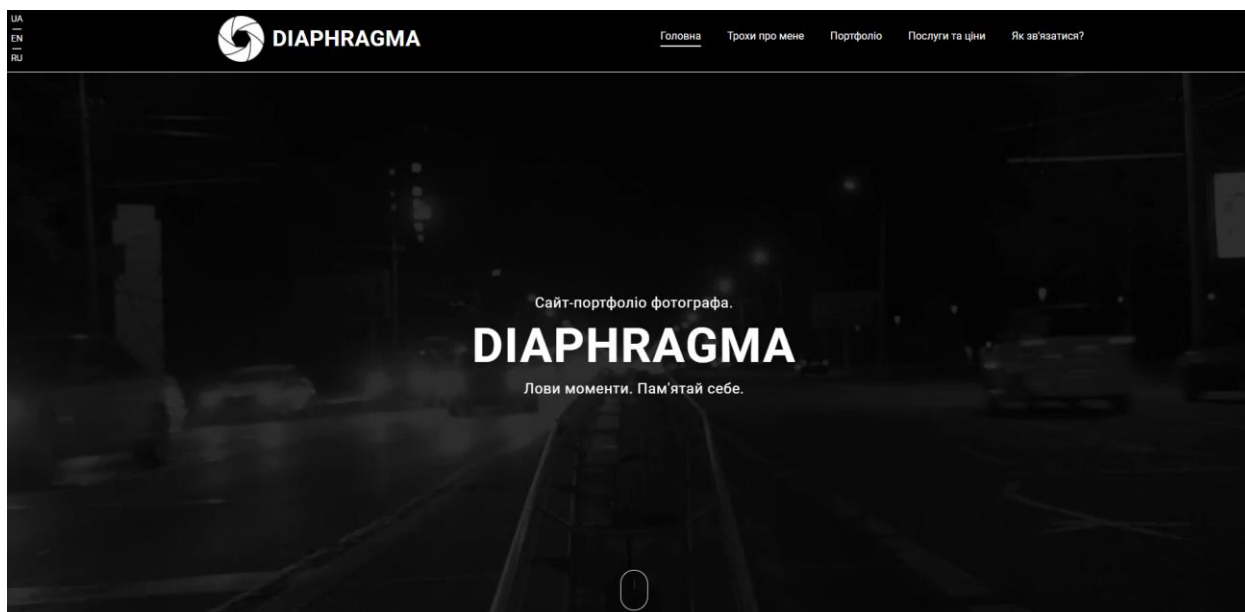 UA
EN
RU
DIAPHRAGMA
Головна Трохи про мене Портфоліо Послуги та ціни Як зв'язатися?
Сайт-портфоліо фотографа.
DIAPHRAGMA
Лови моменти. Пам'ятай себе.